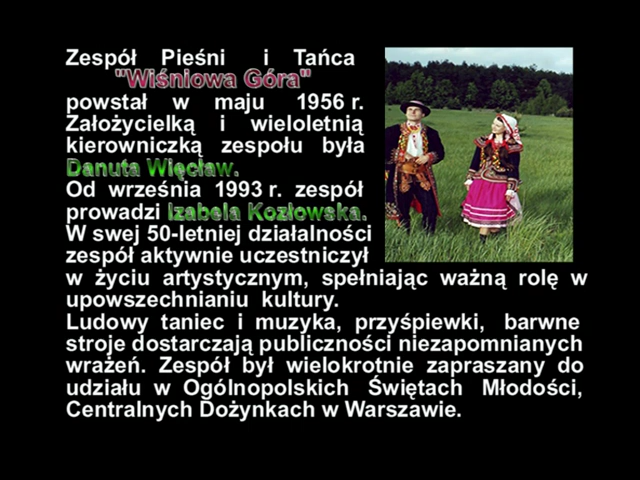 Zespół Pieśni i Tańca
"Wiśniowa Góra"
powstał w maju 1956 r.
Założycielką i wieloletnią
kierowniczką zespołu była
Danuta Więcław.
Od września 1993 r. zespół
prowadzi Izabela Kozłowska.
W swej 50-letniej działalności
zespół aktywnie uczestniczył
w życiu artystycznym, spełniając ważną rolę w
upowszechnianiu kultury.
Ludowy taniec i muzyka, przyśpiewki, barwne
stroje dostarczają publiczności niezapomnianych
wrażeń. Zespół był wielokrotnie zapraszany do
udziału w Ogólnopolskich Świętach Młodości,
Centralnych Dożynkach w Warszawie.